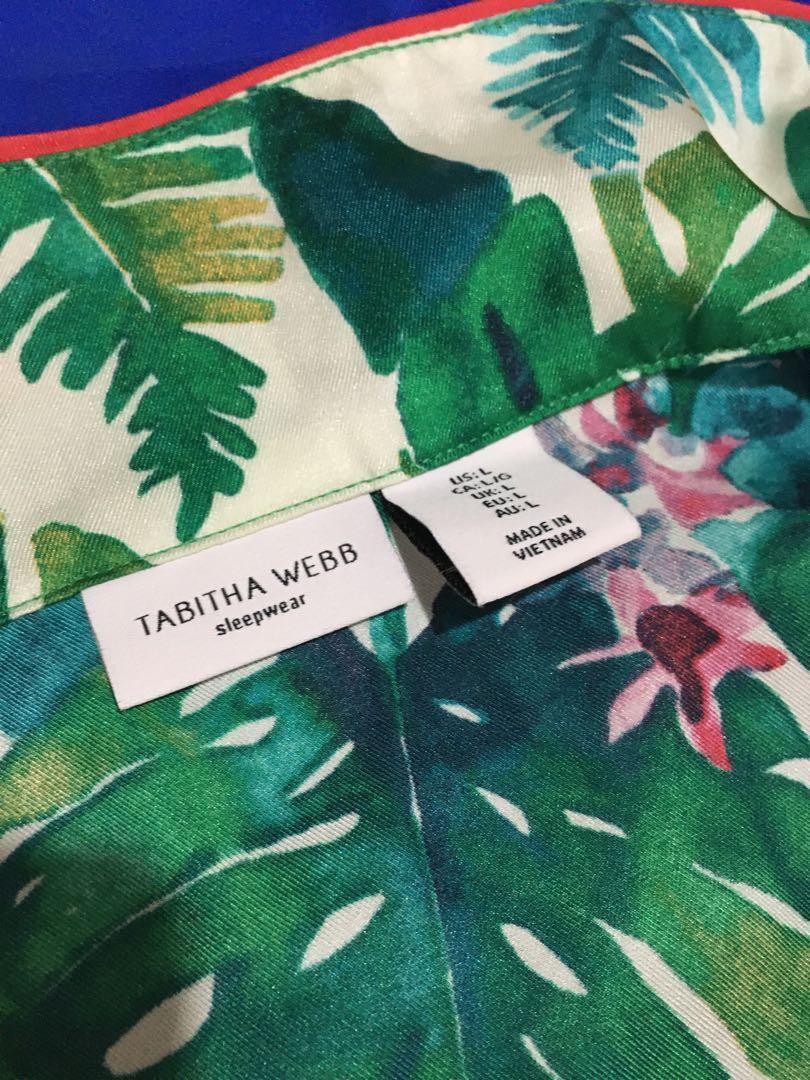 TABITHA WEBB
sleepwear
US: L
CA: L/G
UK: L
EU: L
AU: L
MADE IN
VIETNAM